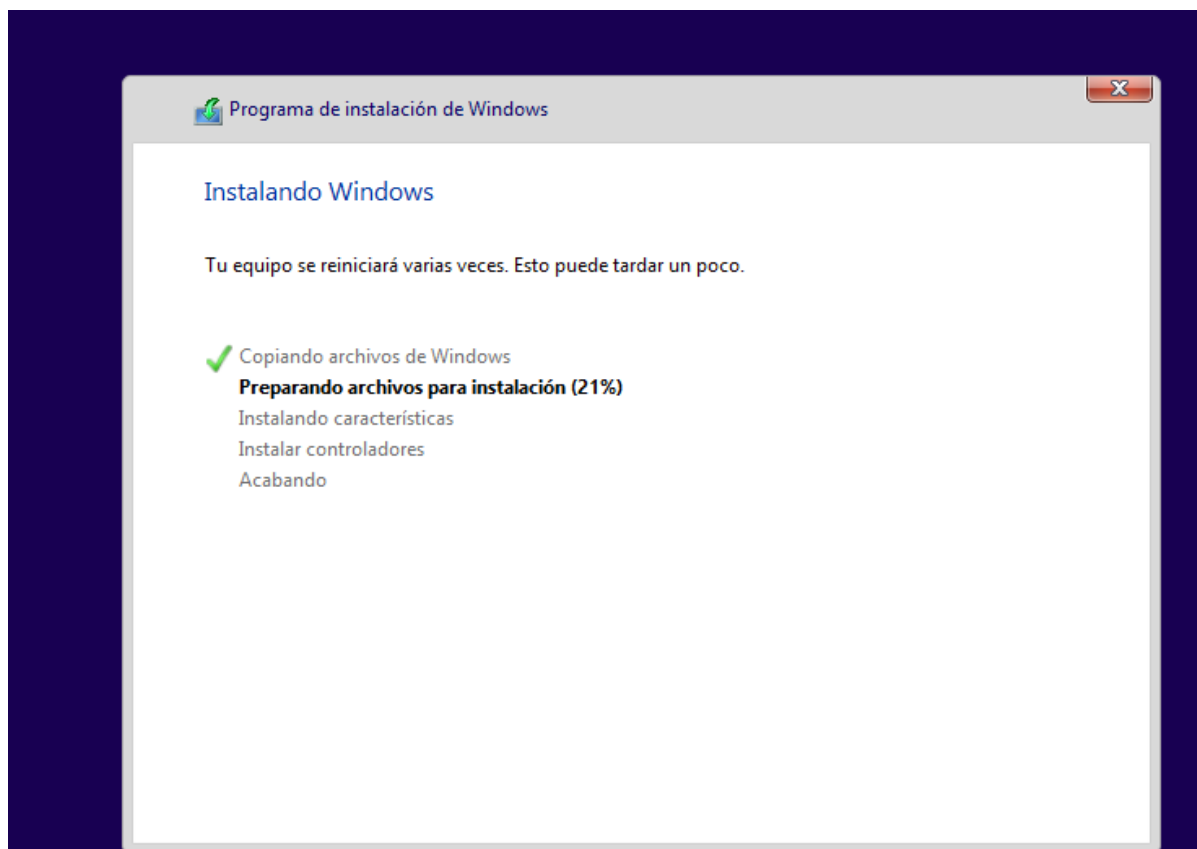 Programa de instalación de Windows
Instalando Windows
Tu equipo se reiniciará varias veces. Esto puede tardar un poco.
Copiando archivos de Windows
Preparando archivos para instalación (21%)
Instalando características
Instalar controladores
Acabando